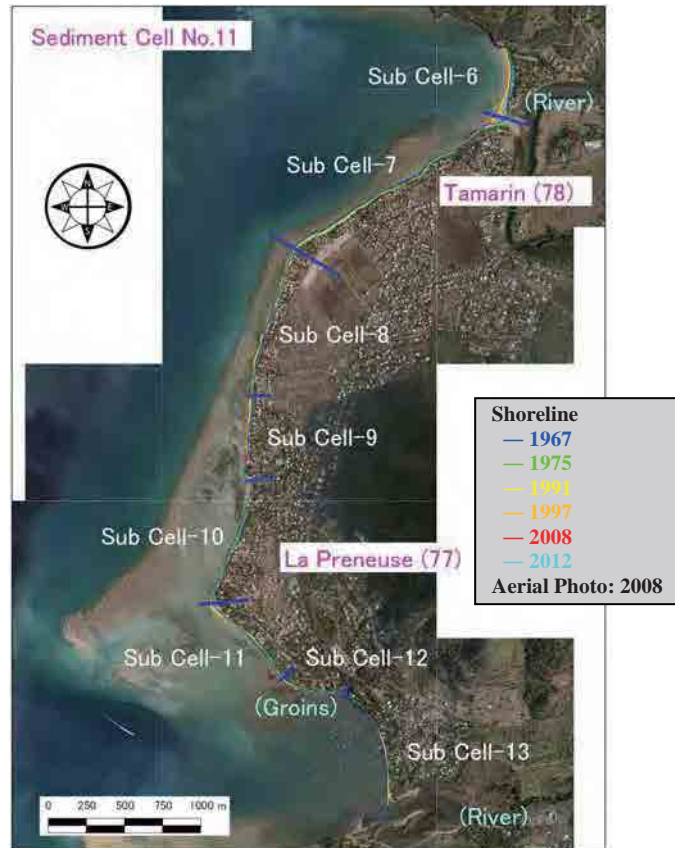 Sediment Cell No.11
Sub Cell-6
(River)
Sub Cell-7
Tamarin (78)
N
W E
S
Sub Cell-8
Shoreline
— 1967
— 1975
— 1991
— 1997
— 2008
— 2012
Aerial Photo: 2008
Sub Cell-9
Sub Cell-10
La Preneuse (77)
Sub Cell-11
Sub Cell-12
(Groins)
Sub Cell-13
0 250 500 750 1000 m
(River)